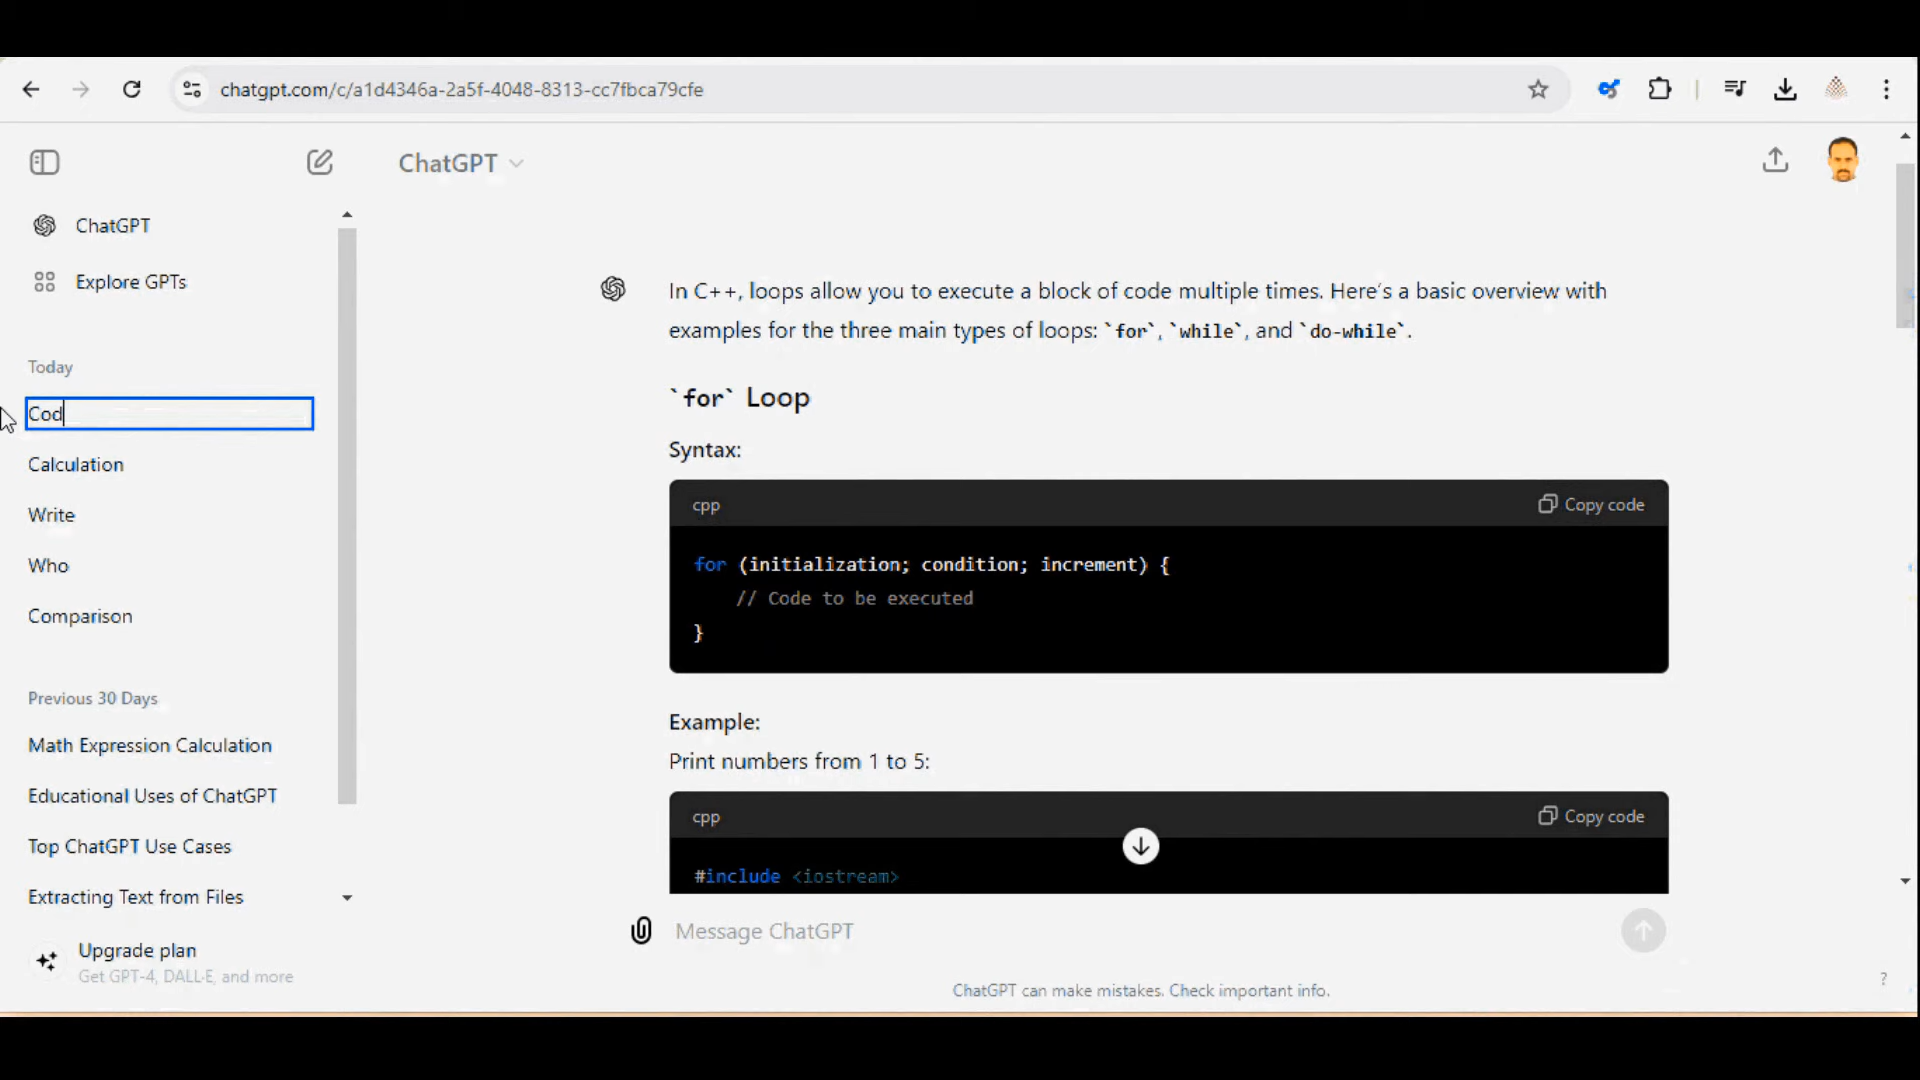 chatgpt.com/c/a1d4346a-2a5f-4048-8313-cc7fbca79cfe
ChatGPT
ChatGPT
Explore GPTs
Today
Cod
Calculation
Write
Who
Comparison
Previous 30 Days
Math Expression Calculation
Educational Uses of ChatGPT
Top ChatGPT Use Cases
Extracting Text from Files
Upgrade plan
Get GPT-4, DALL·E, and more
In C++, loops allow you to execute a block of code multiple times. Here's a basic overview with
examples for the three main types of loops: `for`, `while`, and `do-while`.
`for` Loop
Syntax:
cpp Copy code
for (initialization; condition; increment) {
// Code to be executed
}
Example:
Print numbers from 1 to 5:
cpp Copy code
#include <iostream>
Message ChatGPT
ChatGPT can make mistakes. Check important info.
?